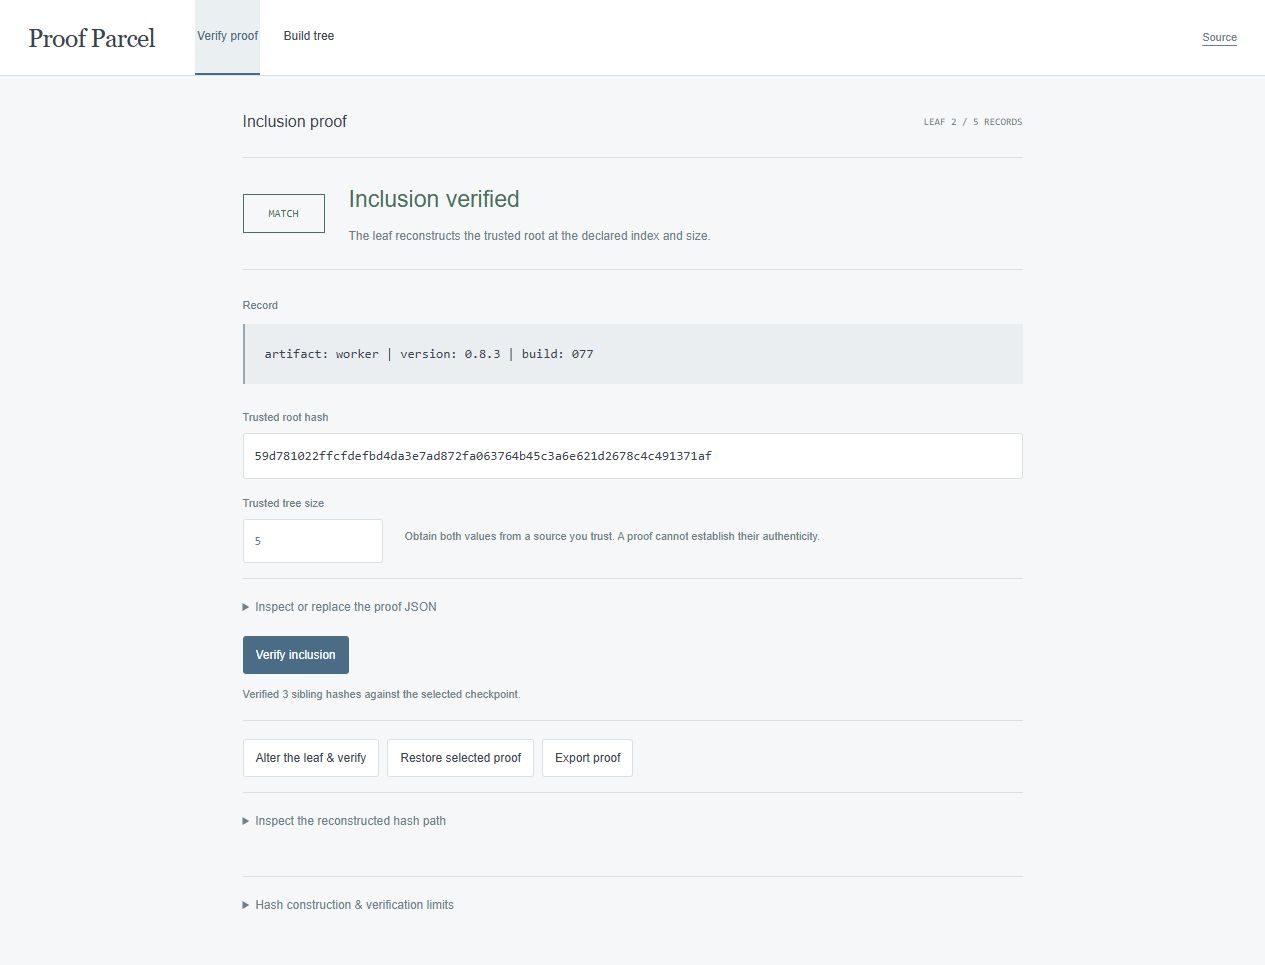 Proof Parcel
Verify proof
Build tree
Source
Inclusion proof
LEAF 2 / 5 RECORDS
MATCH
Inclusion verified
The leaf reconstructs the trusted root at the declared index and size.
Record
artifact: worker | version: 0.8.3 | build: 077
Trusted root hash
59d781022ffcfdefbd4da3e7ad872fa063764b45c3a6e621d2678c4c491371af
Trusted tree size
5
Obtain both values from a source you trust. A proof cannot establish their authenticity.
Inspect or replace the proof JSON
Verify inclusion
Verified 3 sibling hashes against the selected checkpoint.
Alter the leaf & verify
Restore selected proof
Export proof
Inspect the reconstructed hash path
Hash construction & verification limits